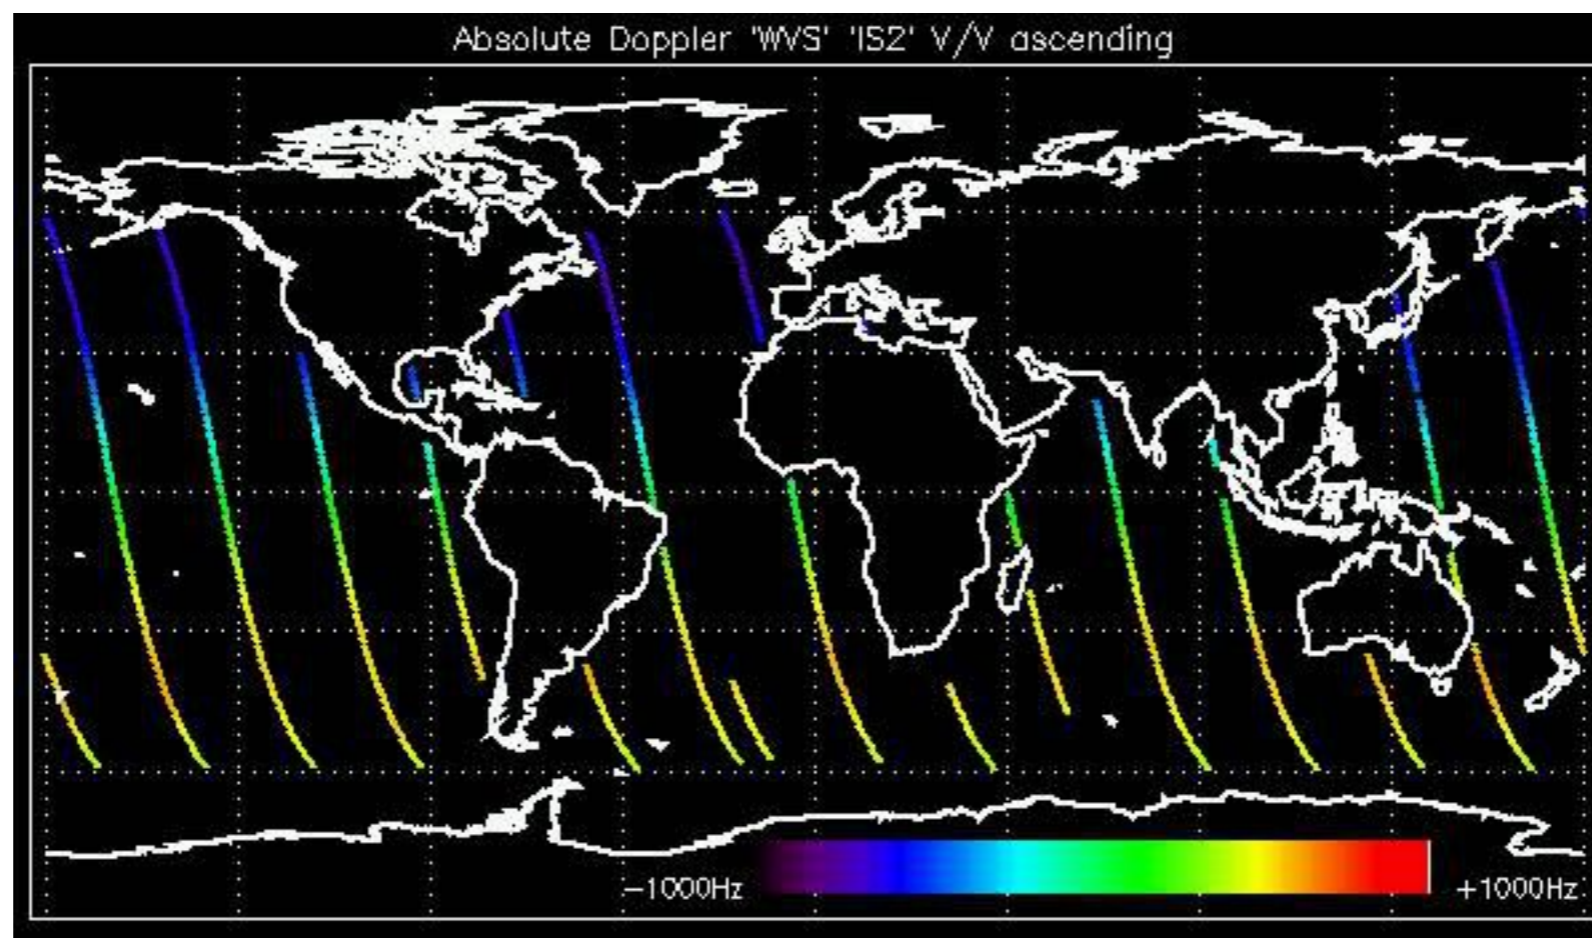 Absolute Doppler 'WVS' 'IS2' V/V ascending
-1000Hz +1000Hz